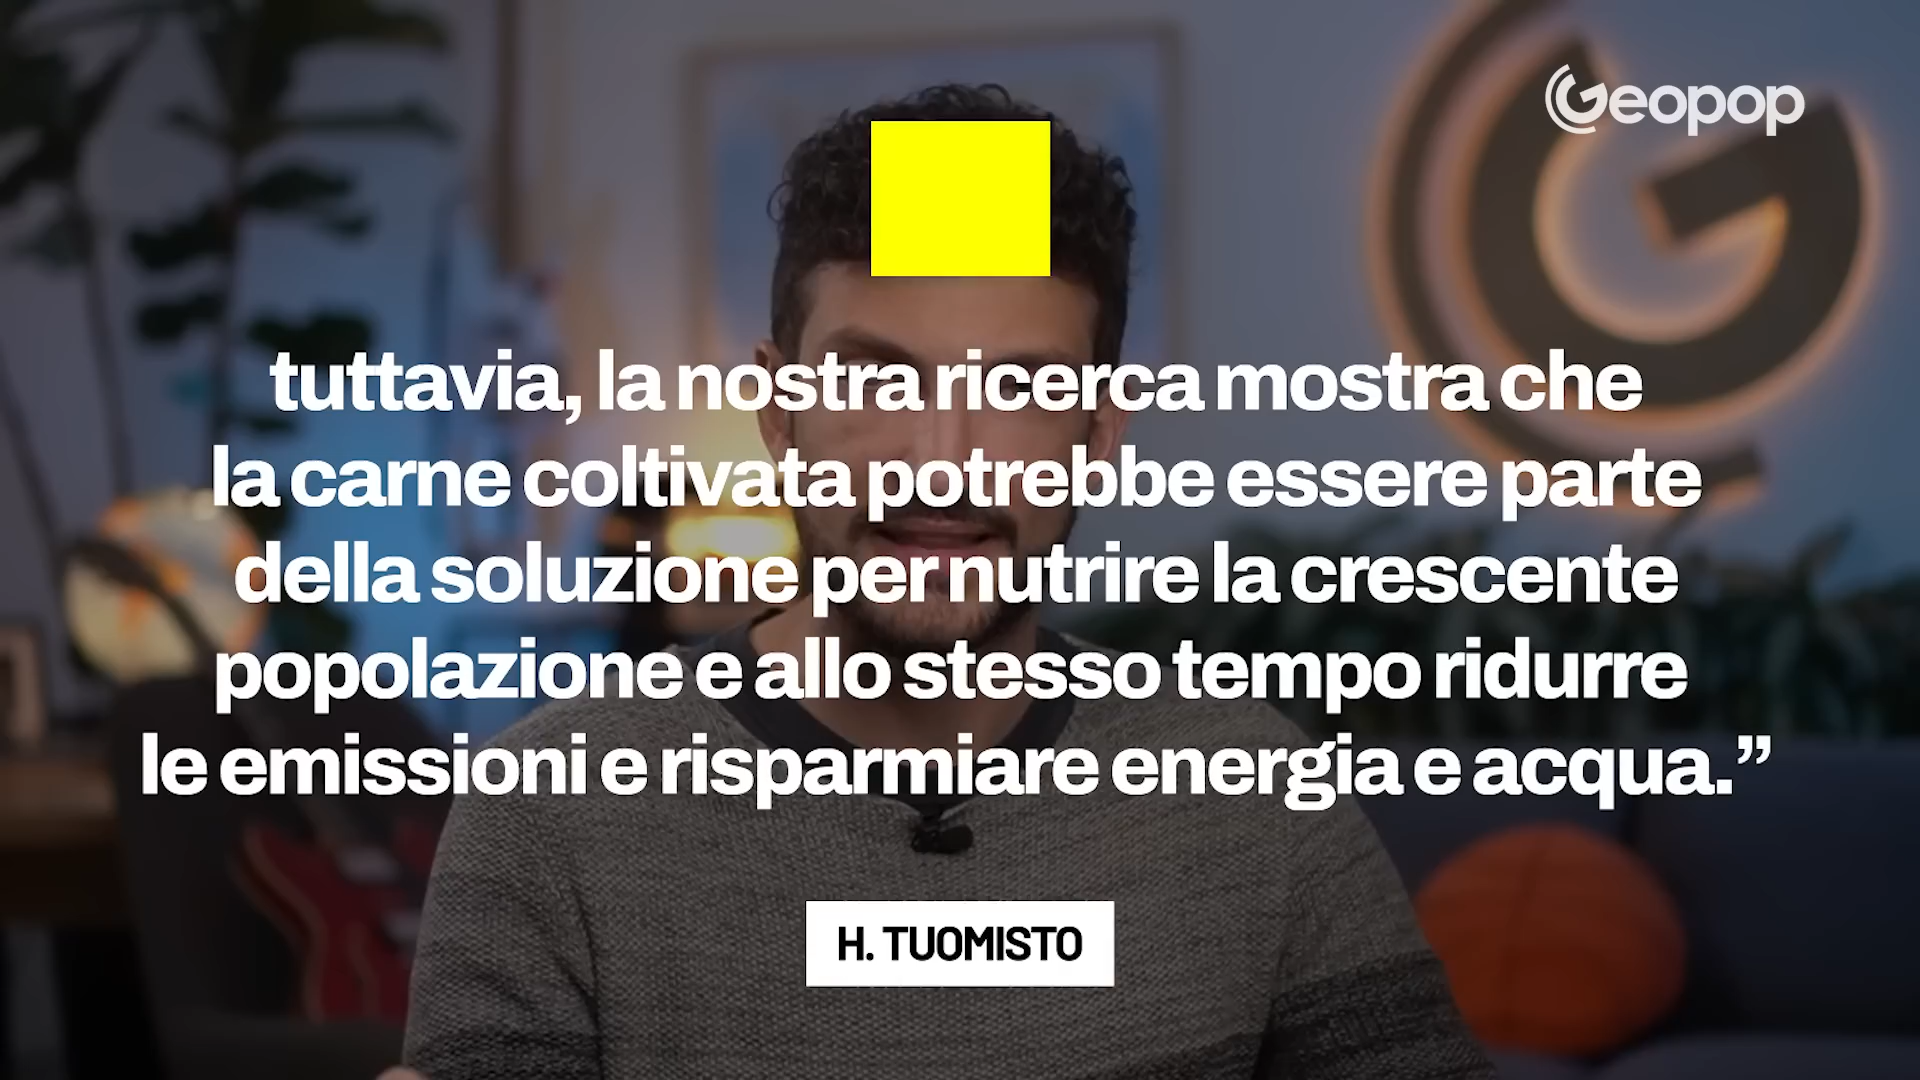 Geopop
tuttavia, la nostra ricerca mostra che
la carne coltivata potrebbe essere parte
della soluzione per nutrire la crescente
popolazione e allo stesso tempo ridurre
le emissioni e risparmiare energia e acqua.”
H. TUOMISTO